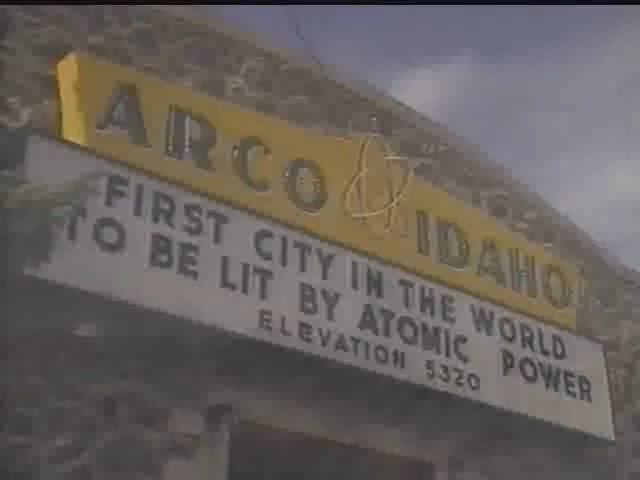 ARCO IDAHO
FIRST CITY IN THE WORLD
TO BE LIT BY ATOMIC POWER
ELEVATION 5320